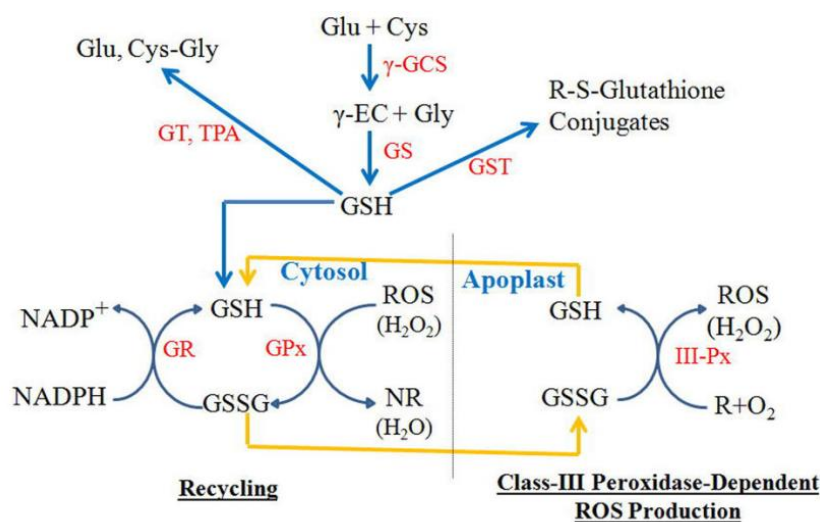 Glu + Cys
Glu, Cys-Gly
γ-GCS
R-S-Glutathione
Conjugates
γ-EC + Gly
GT, TPA
GS
GST
GSH
Cytosol
Apoplast
NADP+
GSH
ROS
(H2O2)
GSH
ROS
(H2O2)
GR
GPx
III-Px
NADPH
GSSG
NR
(H2O)
GSSG
R+O2
Recycling
Class-III Peroxidase-Dependent
ROS Production